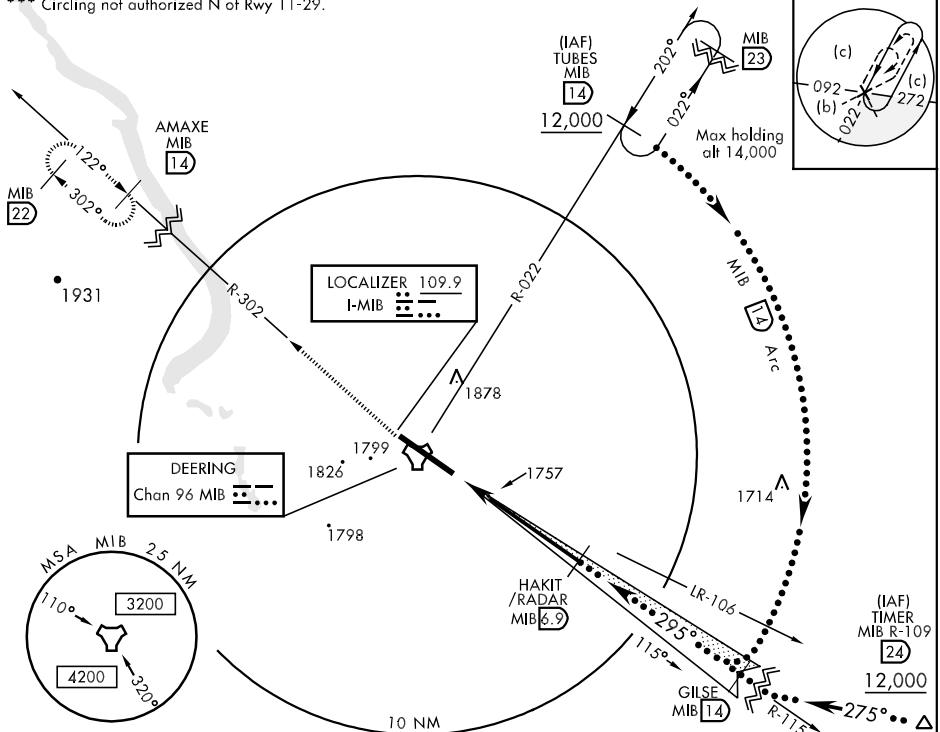 *** Circling not authorized N of Rwy 11-29.
(IAF)
TUBES
MIB
14
12,000
202°
022°
MIB
23
Max holding
alt 14,000
(c)
092
(b)
(c)
272
022
AMAXE
MIB
14
122°
302°
MIB
22
1931
R-302
LOCALIZER 109.9
I-MIB
R-022
MIB 14 Arc
1878
1799
1826
1798
DEERING
Chan 96 MIB
1757
1714
MSA MIB 25 NM
110°
3200
4200
320°
HAKIT
/RADAR
MIB 6.9
LR-106
295°
115°
(IAF)
TIMER
MIB R-109
24
12,000
GILSE
MIB 14
R-115
275°
10 NM